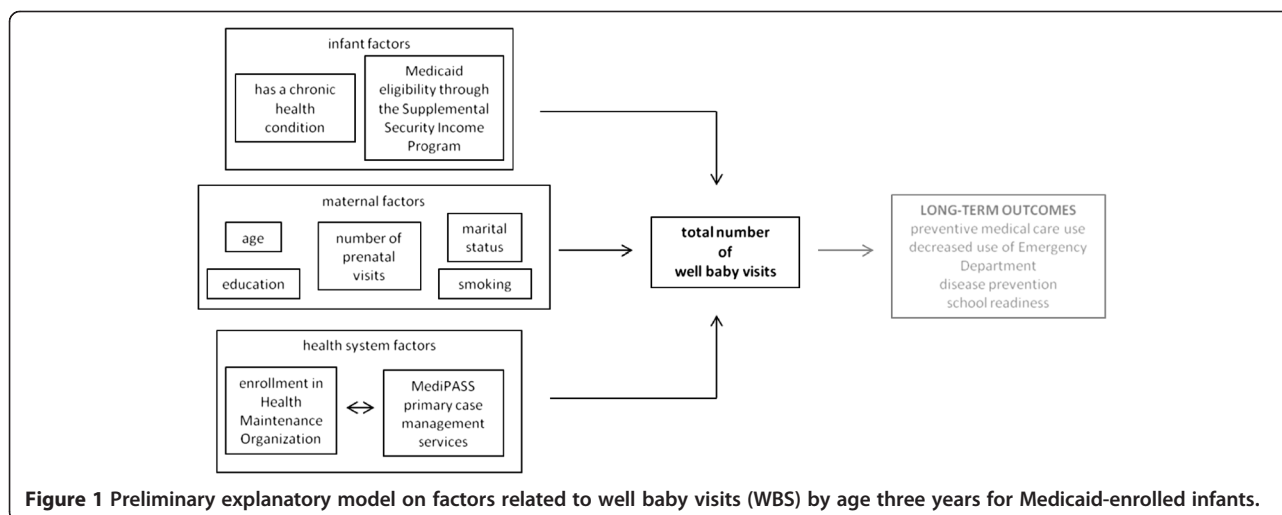 infant factors
has a chronic
health
condition
Medicaid
eligibility through
the Supplemental
Security Income
Program
maternal factors
age
number of
prenatal
visits
marital
status
education
smoking
health system factors
enrollment in
Health
Maintenance
Organization
MediPASS
primary case
management
services
total number
of
well baby visits
LONG-TERM OUTCOMES
preventive medical care use
decreased use of Emergency
Department
disease prevention
school readiness
Figure 1 Preliminary explanatory model on factors related to well baby visits (WBS) by age three years for Medicaid-enrolled infants.